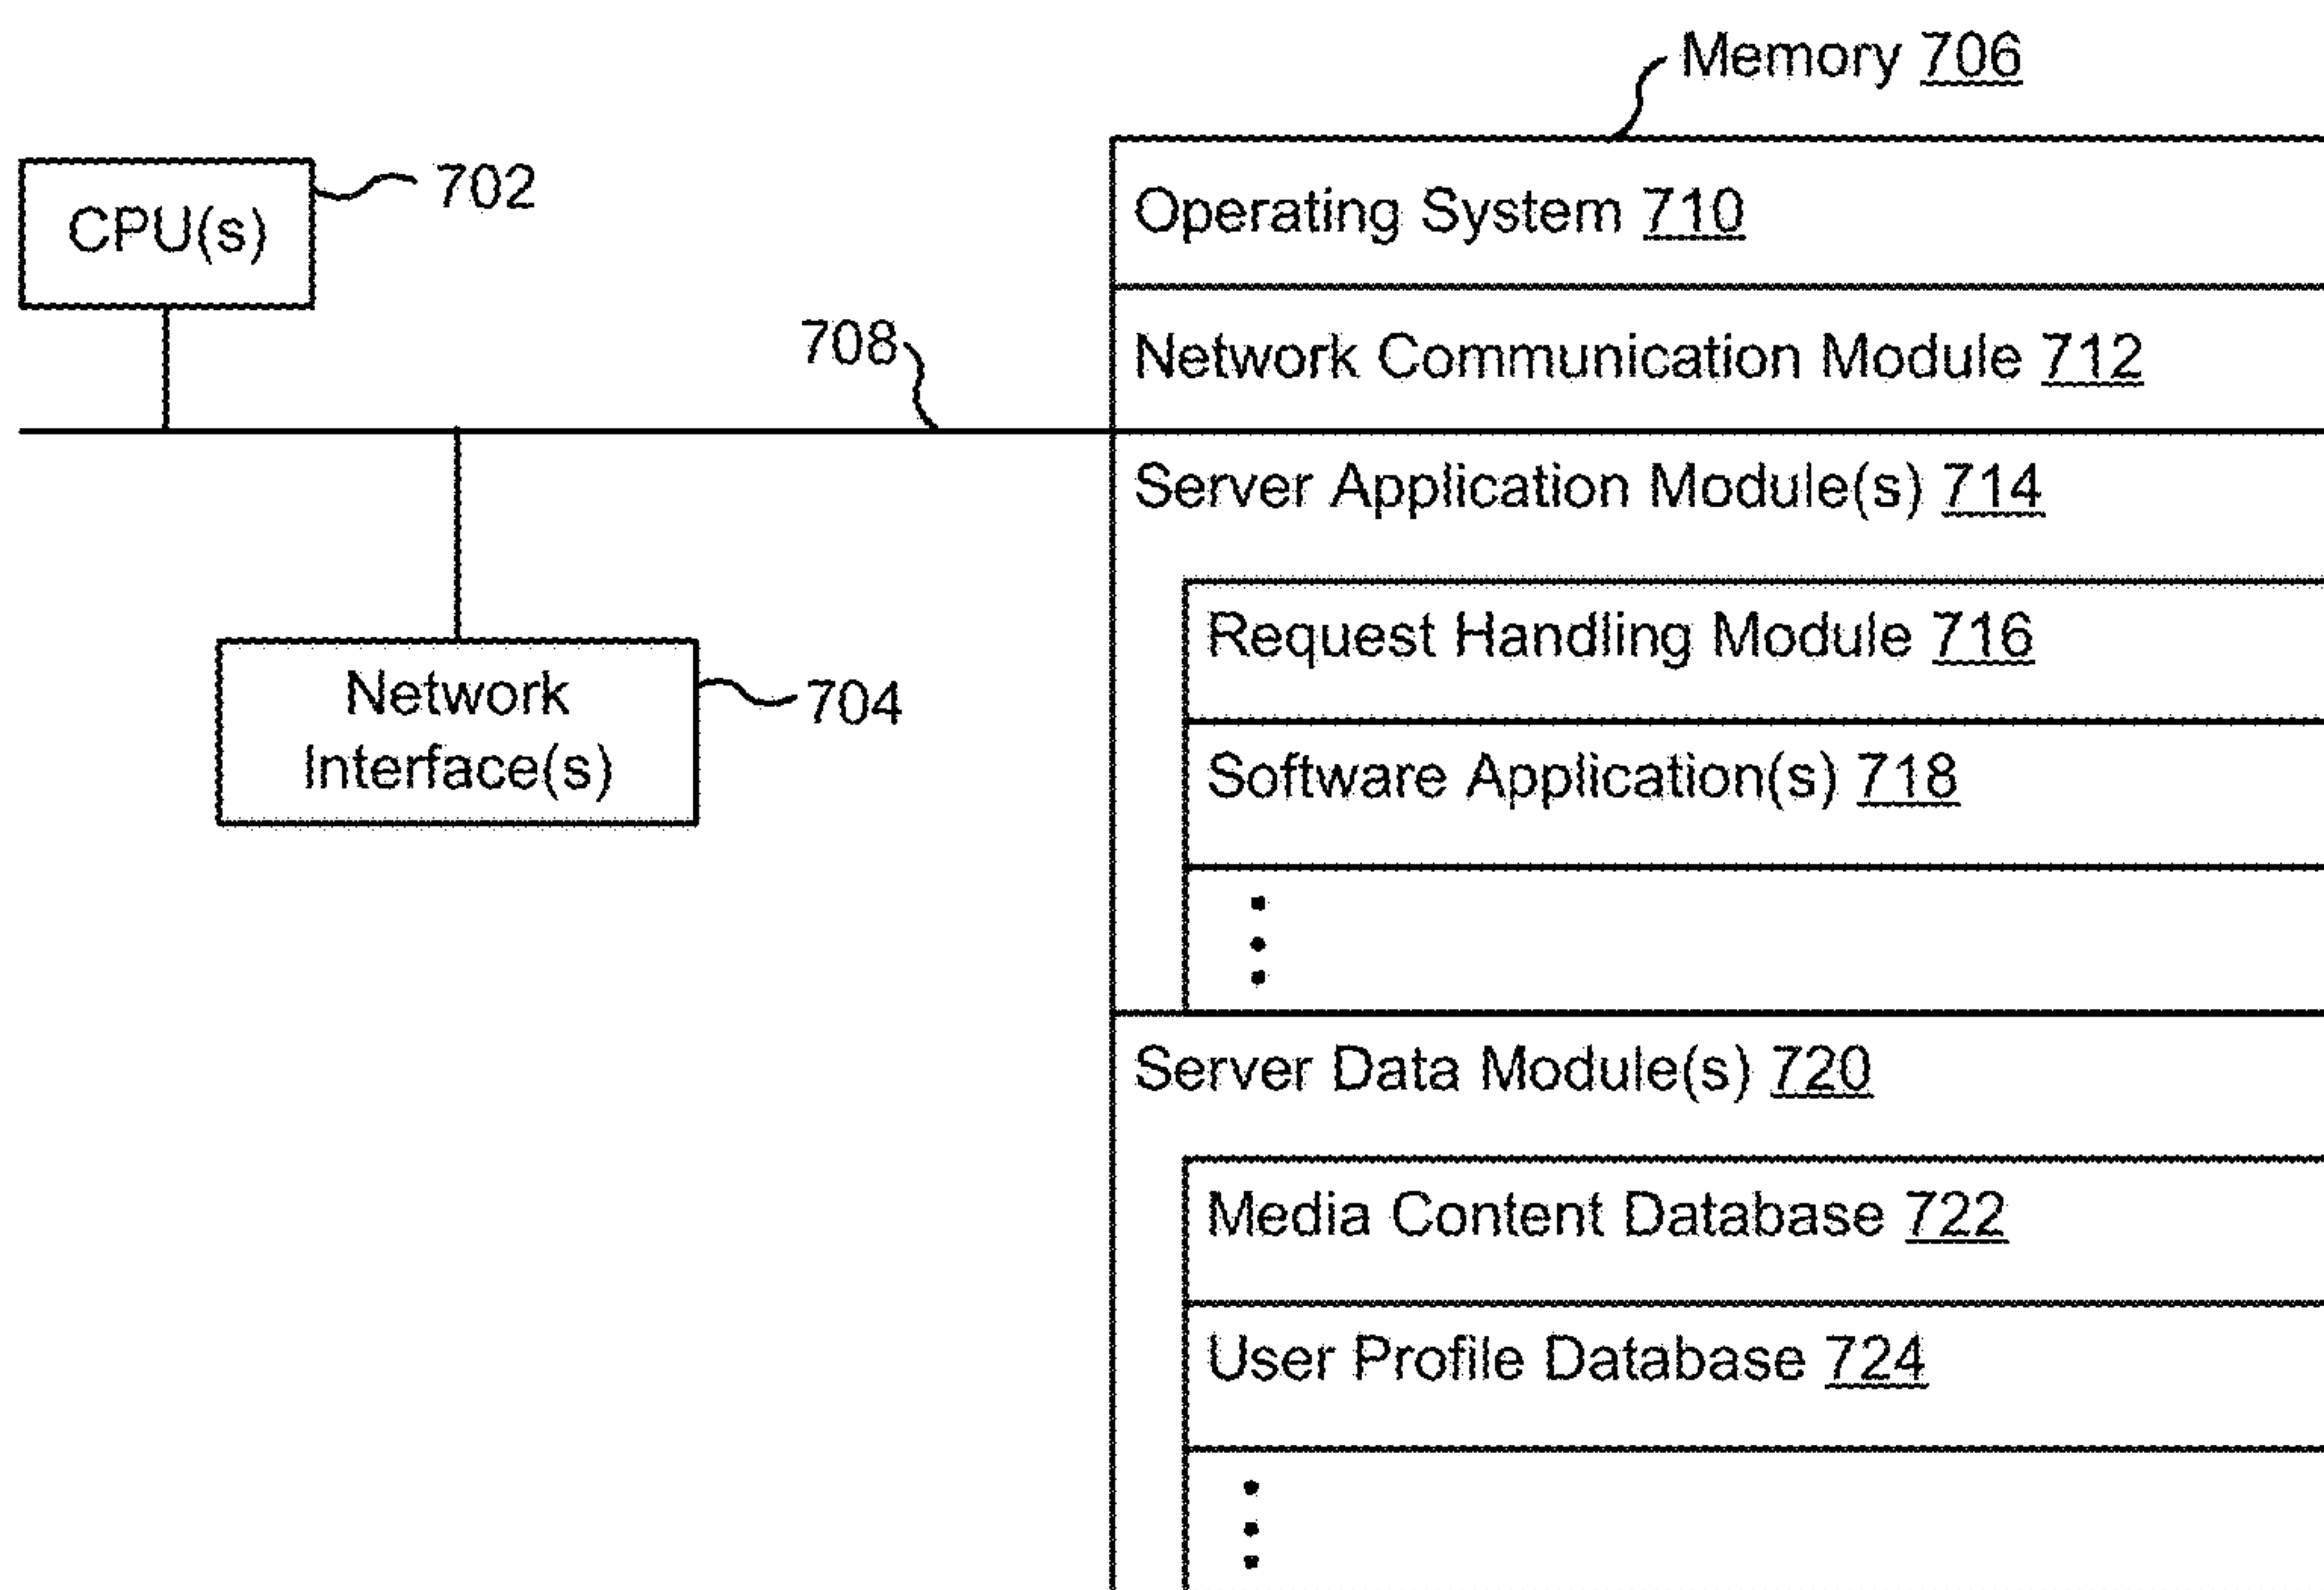 Memory 706
CPU(s)
702
Operating System 710
708
Network Communication Module 712
Server Application Module(s) 714
Request Handling Module 716
Network
Interface(s)
704
Software Application(s) 718
Server Data Module(s) 720
Media Content Database 722
User Profile Database 724